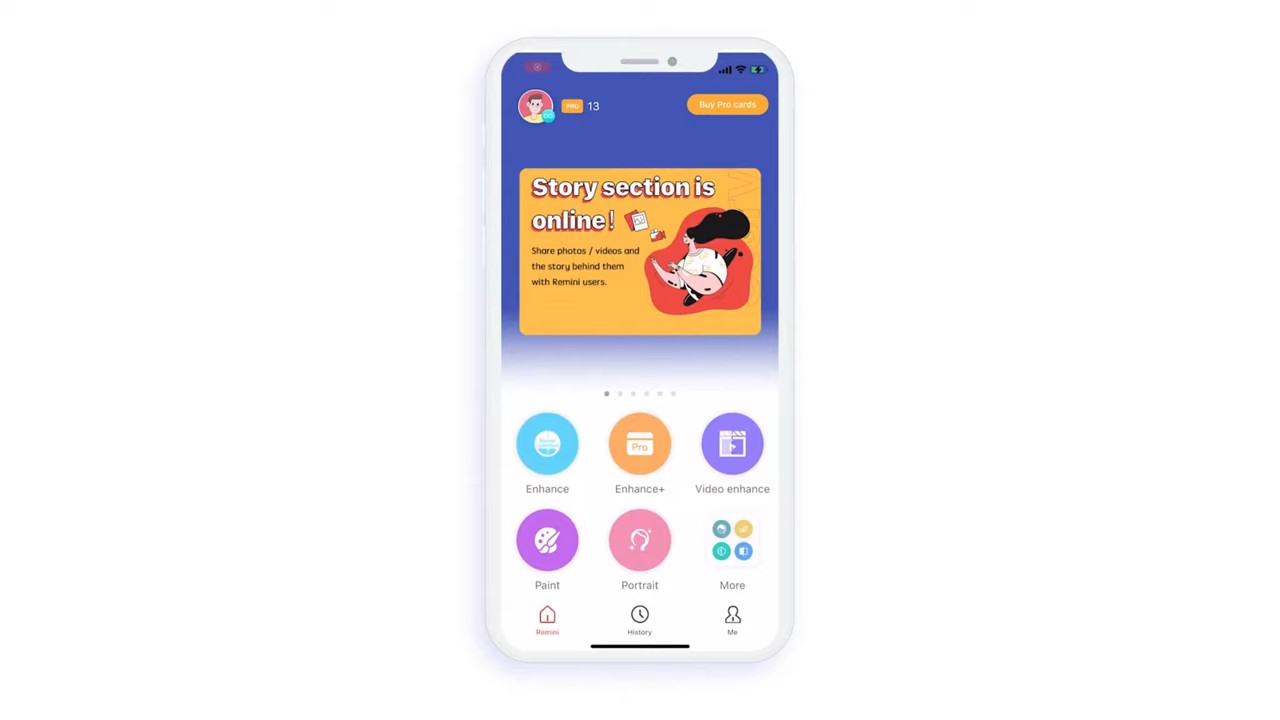 PRO 13
Buy Pro cards
Story section is
online!
Share photos / videos and
the story behind them
with Remini users.
Pro
Enhance
Enhance+
Video enhance
Paint
Portrait
More
Remini
History
Me